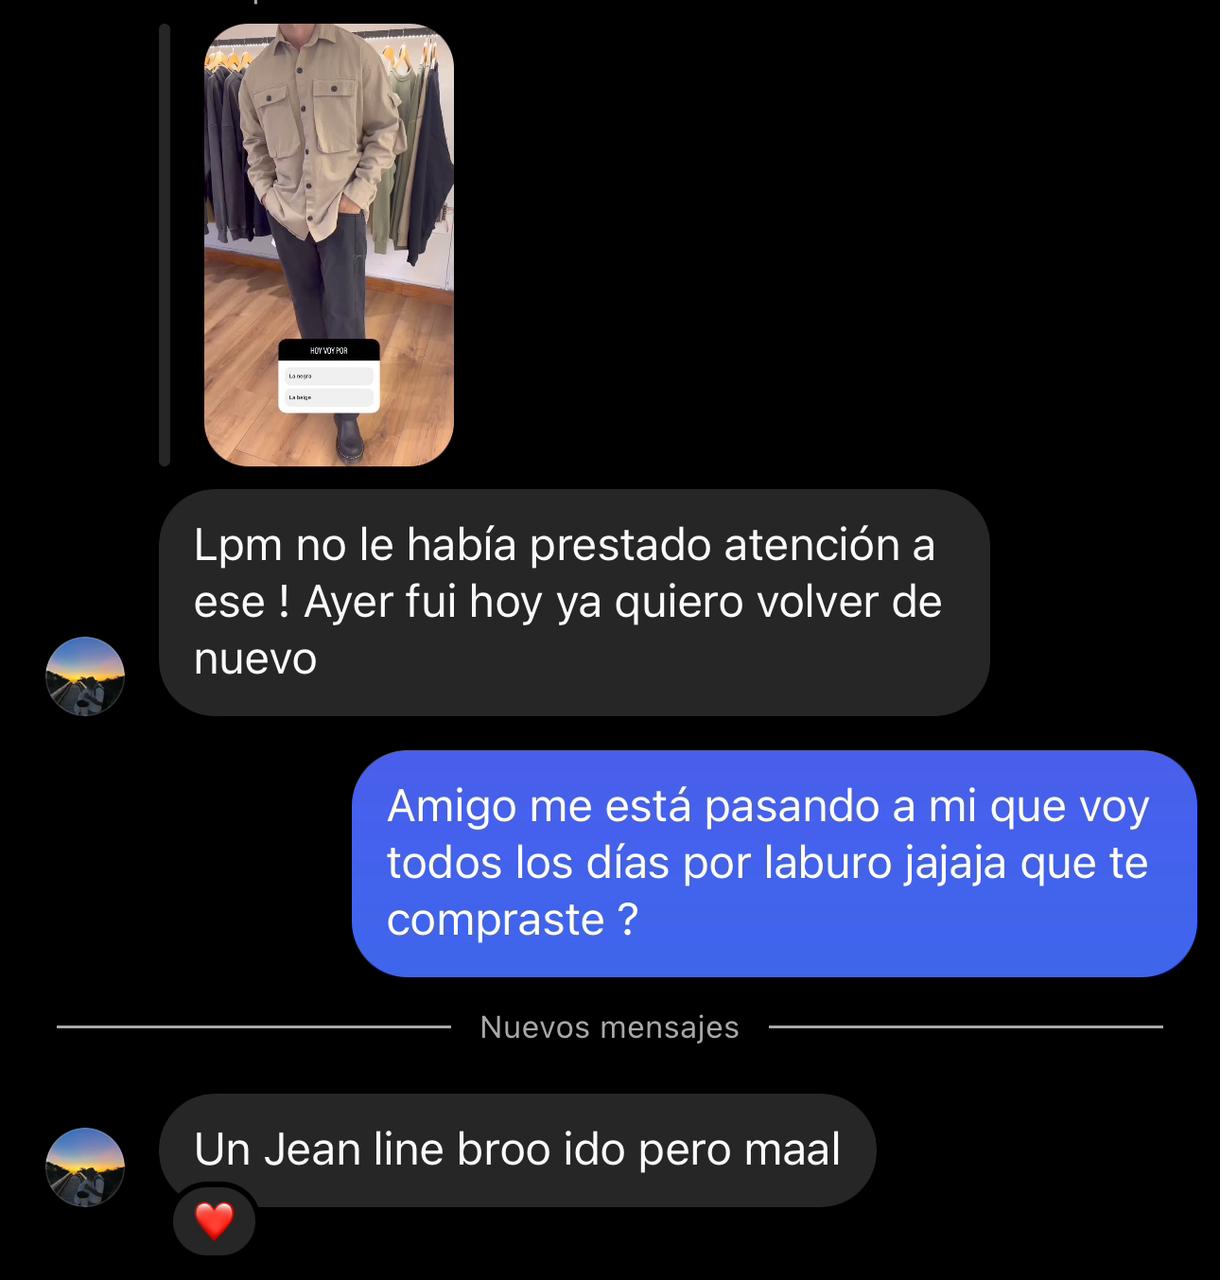 HOY VOY POR
La negra
La beige
Lpm no le había prestado atención a
ese ! Ayer fui hoy ya quiero volver de
nuevo
Amigo me está pasando a mi que voy
todos los días por laburo jajaja que te
compraste ?
Nuevos mensajes
Un Jean line broo ido pero maal